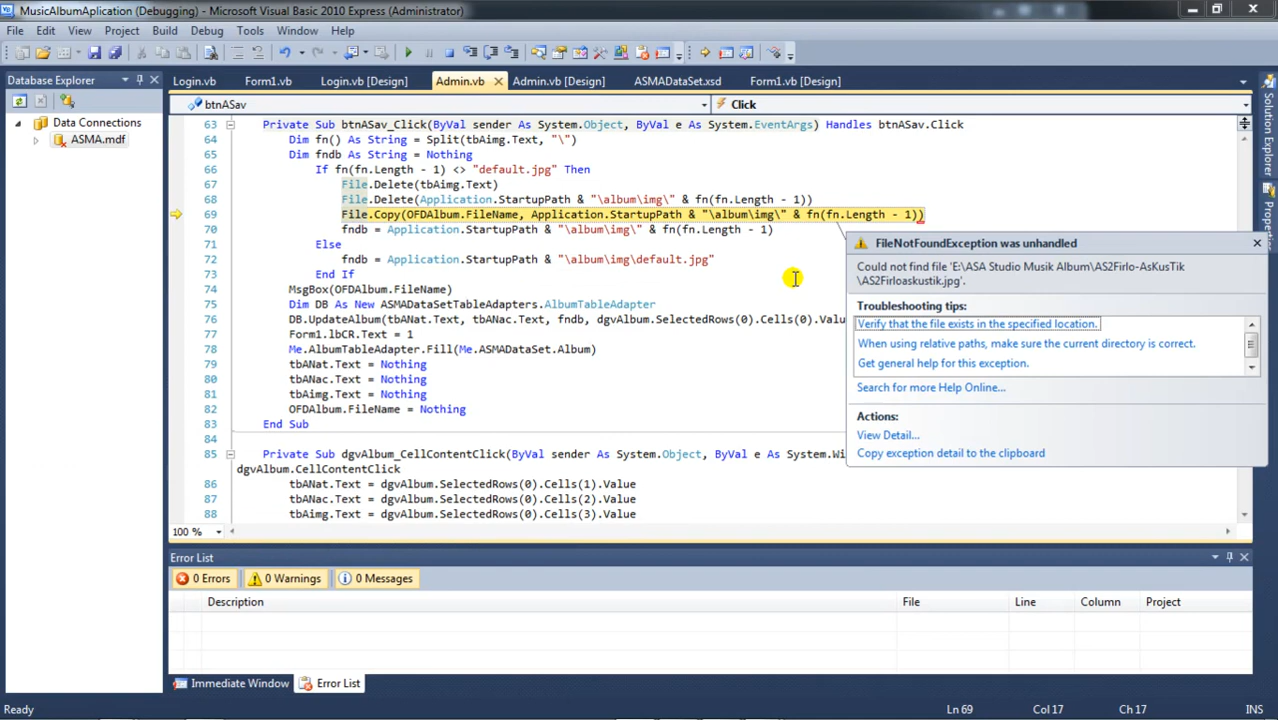 MusicAlbumAplication (Debugging) - Microsoft Visual Basic 2010 Express (Administrator)
File Edit View Project Build Debug Tools Window Help
Database Explorer
Login.vb Form1.vb Login.vb [Design] Admin.vb Admin.vb [Design] ASMADataSet.xsd Form1.vb [Design]
btnASav Click
Data Connections
ASMA.mdf
63 Private Sub btnASav_Click(ByVal sender As System.Object, ByVal e As System.EventArgs) Handles btnASav.Click
64 Dim fn() As String = Split(tbAimg.Text, "\")
65 Dim fndb As String = Nothing
66 If fn(fn.Length - 1) <> "default.jpg" Then
67 File.Delete(tbAimg.Text)
68 File.Delete(Application.StartupPath & "\album\img\" & fn(fn.Length - 1))
69 File.Copy(OFDAlbum.FileName, Application.StartupPath & "\album\img\" & fn(fn.Length - 1))
70 fndb = Application.StartupPath & "\album\img\" & fn(fn.Length - 1)
71 Else
72 fndb = Application.StartupPath & "\album\img\default.jpg"
73 End If
74 MsgBox(OFDAlbum.FileName)
75 Dim DB As New ASMADataSetTableAdapters.AlbumTableAdapter
76 DB.UpdateAlbum(tbANat.Text, tbANac.Text, fndb, dgvAlbum.SelectedRows(0).Cells(0).Valu
77 Form1.lbCR.Text = 1
78 Me.AlbumTableAdapter.Fill(Me.ASMADataSet.Album)
79 tbANat.Text = Nothing
80 tbANac.Text = Nothing
81 tbAimg.Text = Nothing
82 OFDAlbum.FileName = Nothing
83 End Sub
84
85 Private Sub dgvAlbum_CellContentClick(ByVal sender As System.Object, ByVal e As System.Wi
dgvAlbum.CellContentClick
86 tbANat.Text = dgvAlbum.SelectedRows(0).Cells(1).Value
87 tbANac.Text = dgvAlbum.SelectedRows(0).Cells(2).Value
88 tbAimg.Text = dgvAlbum.SelectedRows(0).Cells(3).Value
FileNotFoundException was unhandled
Could not find file 'E:\ASA Studio Musik Album\AS2Firlo-AsKusTik
\AS2Firloaskustik.jpg'.
Troubleshooting tips:
Verify that the file exists in the specified location.
When using relative paths, make sure the current directory is correct.
Get general help for this exception.
Search for more Help Online...
Actions:
View Detail...
Copy exception detail to the clipboard
Solution Explorer
Properties
100 %
Error List
0 Errors 0 Warnings 0 Messages
Description File Line Column Project
Immediate Window Error List
Ready Ln 69 Col 17 Ch 17 INS